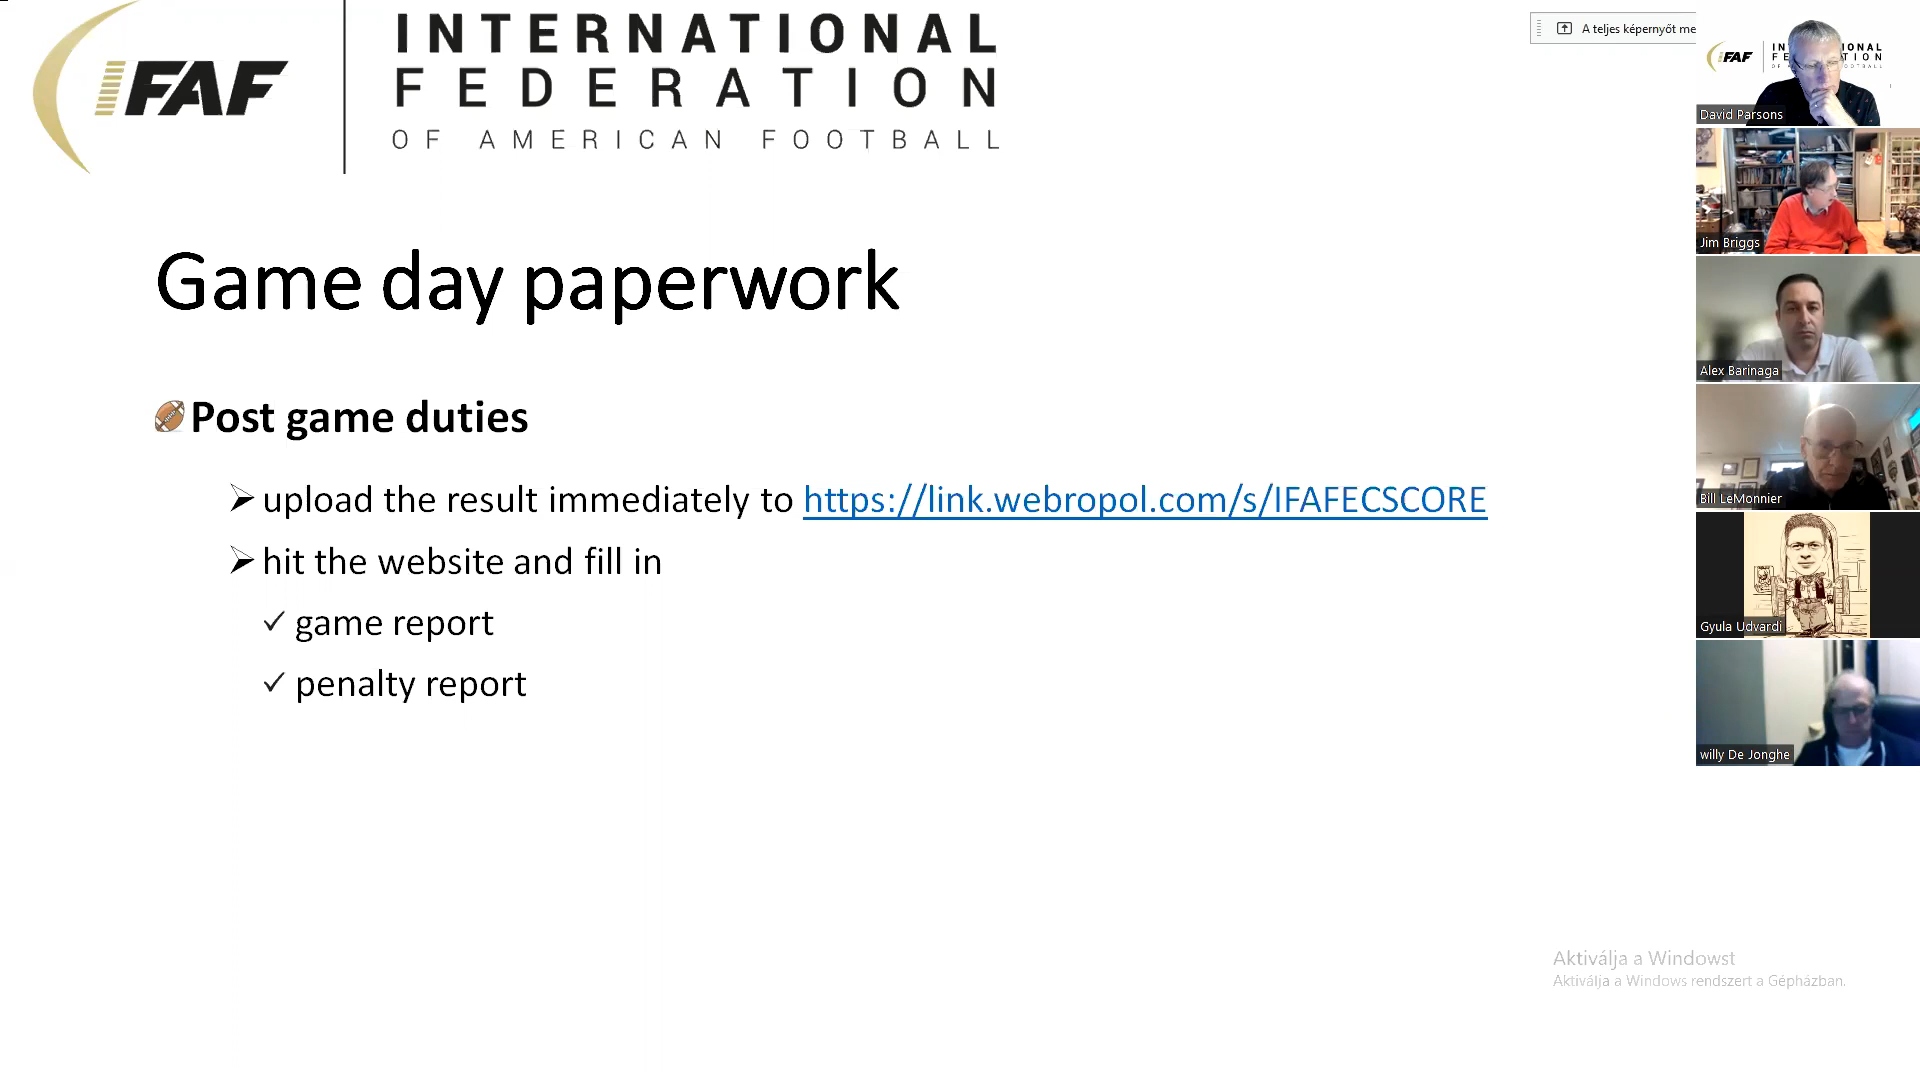 IFAF
INTERNATIONAL
FEDERATION
OF AMERICAN FOOTBALL
Game day paperwork
Post game duties
upload the result immediately to https://link.webropol.com/s/IFAFECSCORE
hit the website and fill in
game report
penalty report
A teljes képernyőt me
FAF
David Parsons
Jim Briggs
Alex Barinaga
Bill LeMonnier
Gyula Udvardi
willy De Jonghe
Aktiválja a Windowst
Aktiválja a Windows rendszert a Gépházban.